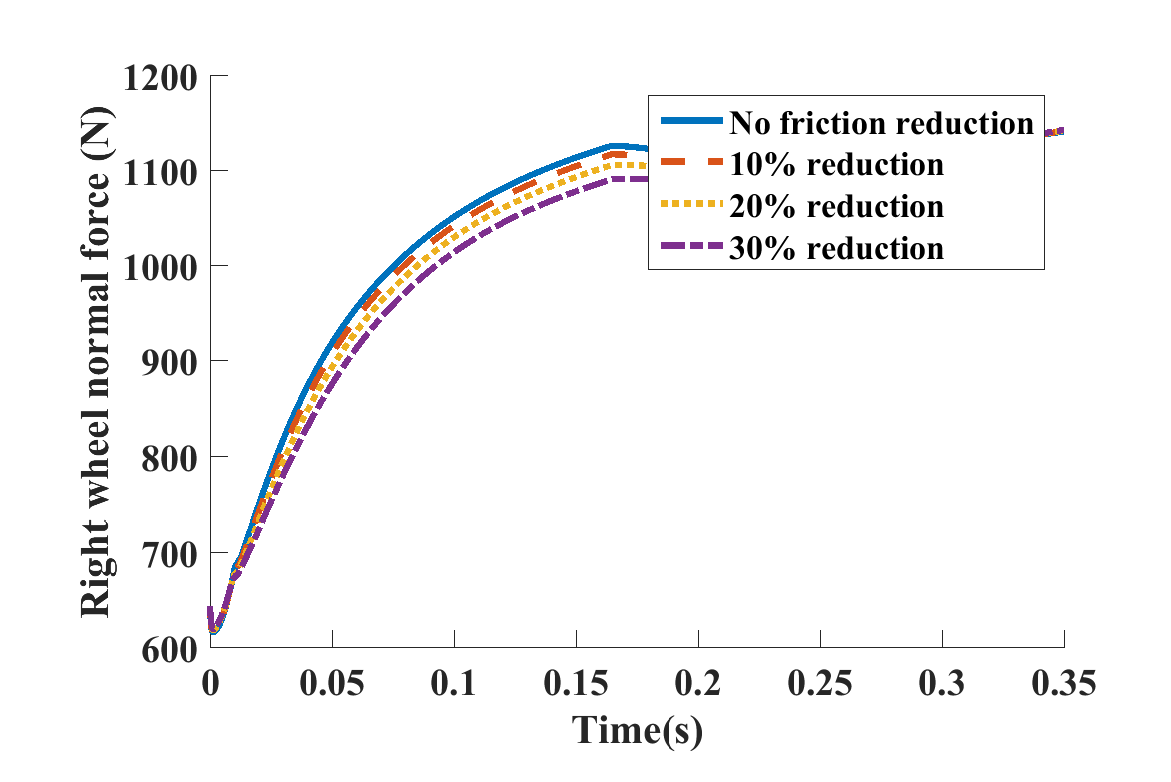 Right wheel normal force (N)
1200
1100
1000
900
800
700
600
0
0.05
0.1
0.15
0.2
0.25
0.3
0.35
Time(s)
No friction reduction
10% reduction
20% reduction
30% reduction